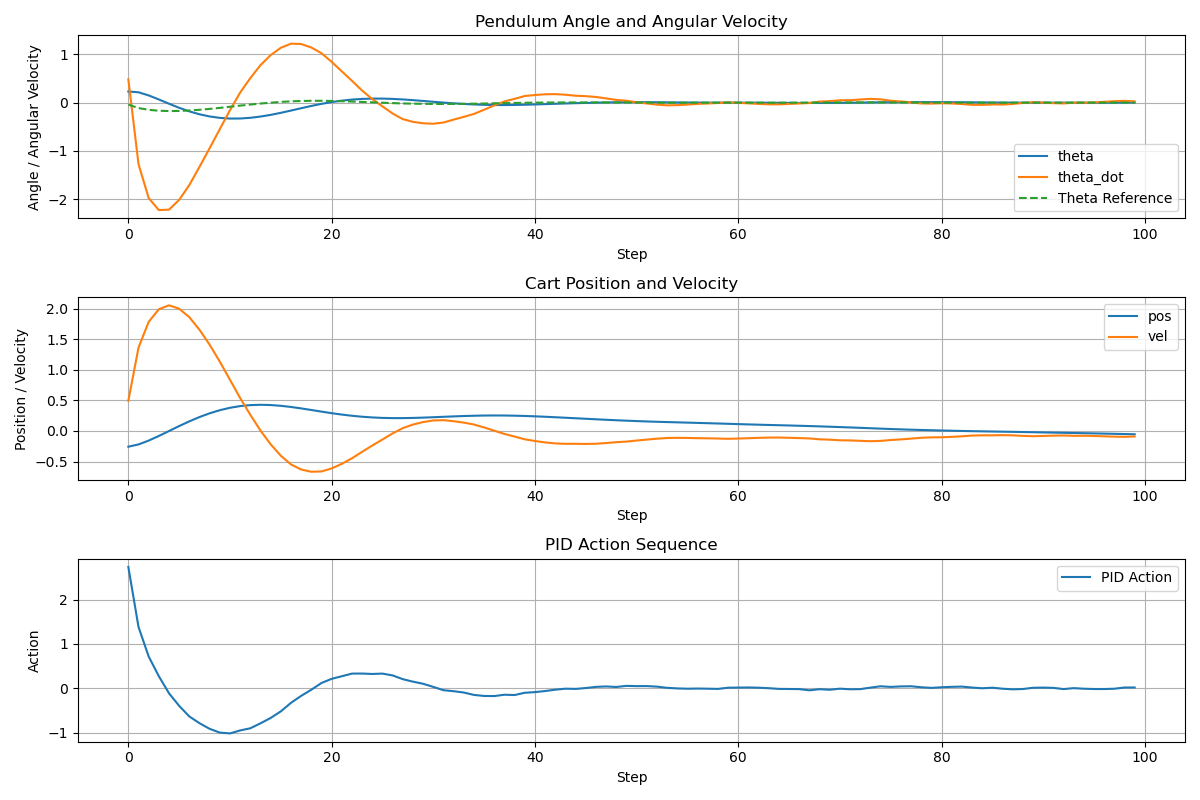 Pendulum Angle and Angular Velocity
Angle / Angular Velocity
1
0
−1
−2
theta
theta_dot
Theta Reference
0 20 40 60 80 100
Step
Cart Position and Velocity
Position / Velocity
2.0
1.5
1.0
0.5
0.0
−0.5
pos
vel
0 20 40 60 80 100
Step
PID Action Sequence
Action
2
1
0
−1
PID Action
0 20 40 60 80 100
Step